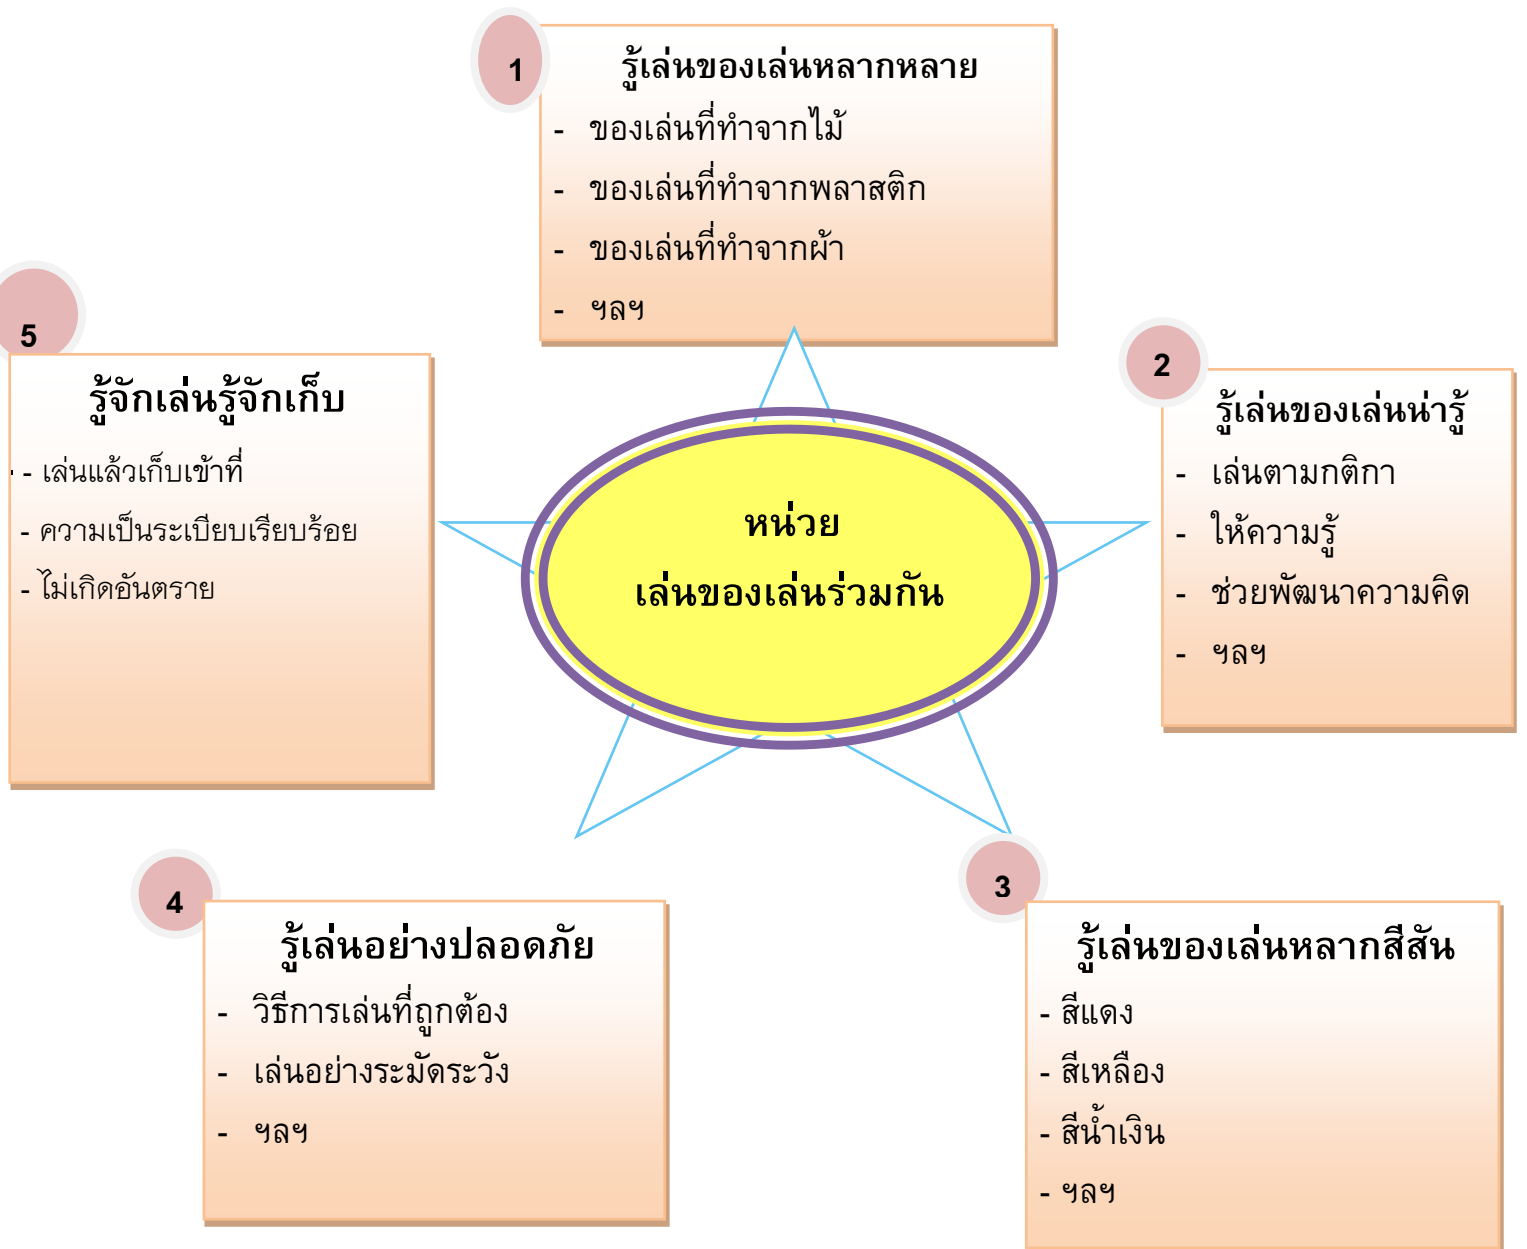 1
รู้เล่นของเล่นหลากหลาย
- ของเล่นที่ทำจากไม้
- ของเล่นที่ทำจากพลาสติก
- ของเล่นที่ทำจากผ้า
- ฯลฯ
2
รู้เล่นของเล่นน่ารู้
- เล่นตามกติกา
- ให้ความรู้
- ช่วยพัฒนาความคิด
- ฯลฯ
5
รู้จักเล่นรู้จักเก็บ
- - เล่นแล้วเก็บเข้าที่
- ความเป็นระเบียบเรียบร้อย
- ไม่เกิดอันตราย
หน่วย
เล่นของเล่นร่วมกัน
4
รู้เล่นอย่างปลอดภัย
- วิธีการเล่นที่ถูกต้อง
- เล่นอย่างระมัดระวัง
- ฯลฯ
3
รู้เล่นของเล่นหลากสีสัน
- สีแดง
- สีเหลือง
- สีน้ำเงิน
- ฯลฯ